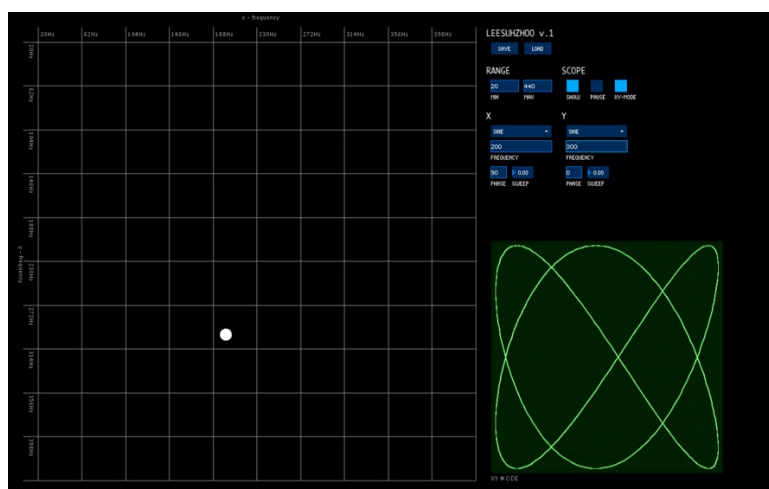 x - frequency
20Hz 62Hz 104Hz 146Hz 188Hz 230Hz 272Hz 314Hz 356Hz 398Hz
y - frequency
20Hz
62Hz
104Hz
146Hz
188Hz
230Hz
272Hz
314Hz
356Hz
398Hz
LEESUHZHOO v.1
SAVE LOAD
RANGE SCOPE
20 440
MIN MAX SHOW PAUSE XY-MODE
X Y
SINE SINE
200 300
FREQUENCY FREQUENCY
90 0.00 0 0.00
PHASE SWEEP PHASE SWEEP
XY MODE